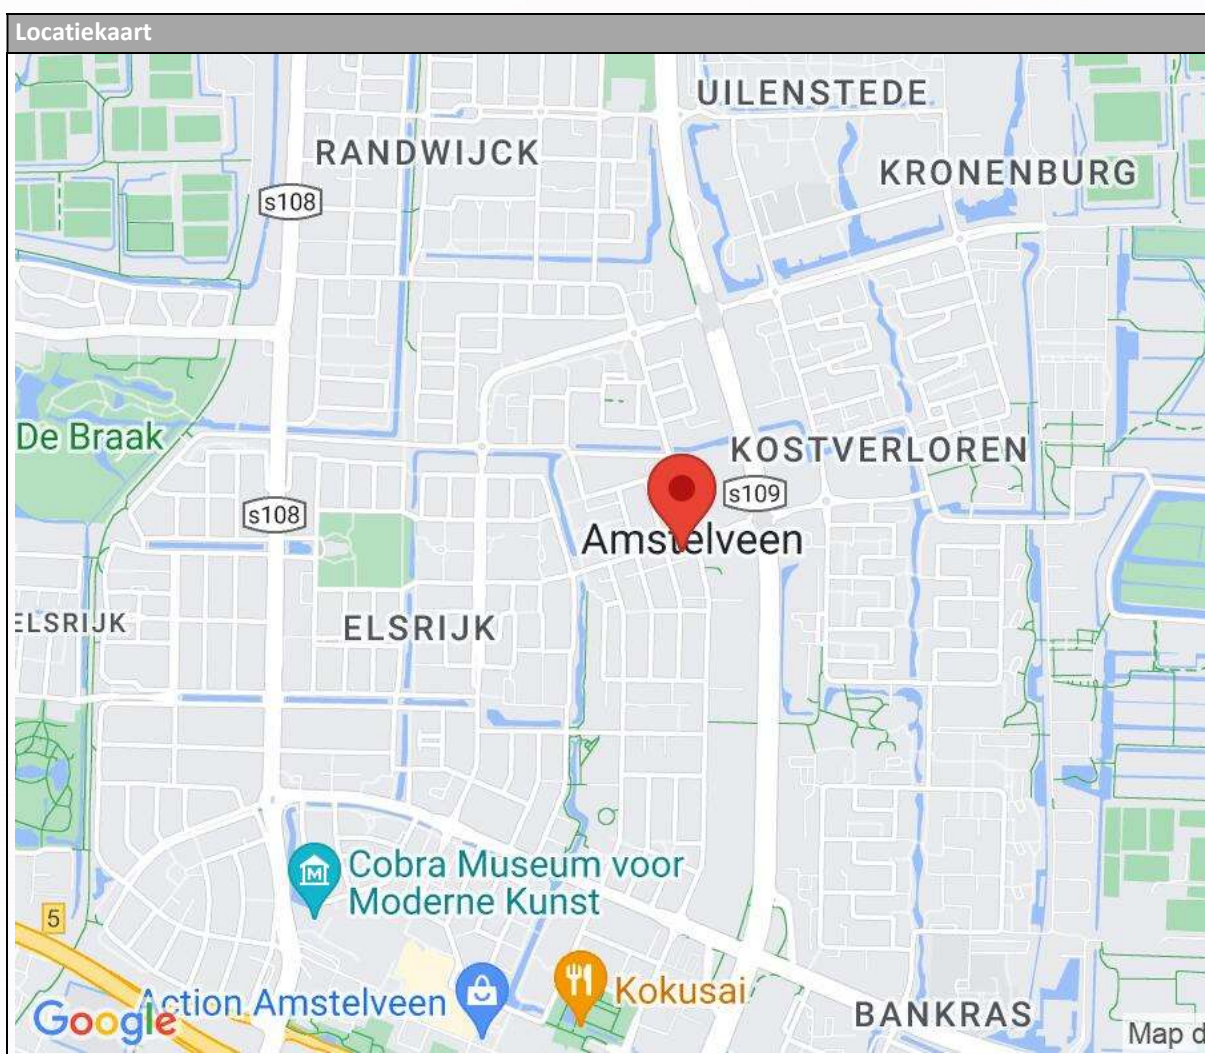 Locatiekaart
UILENSTEDE
RANDWIJCK
KRONENBURG
s108
De Braak
KOSTVERLOREN
s109
s108
Amstelveen
ELSRIJK
ELSRIJK
Cobra Museum voor
Moderne Kunst
5
Kokusai
Action Amstelveen
BANKRAS
Google
Map d